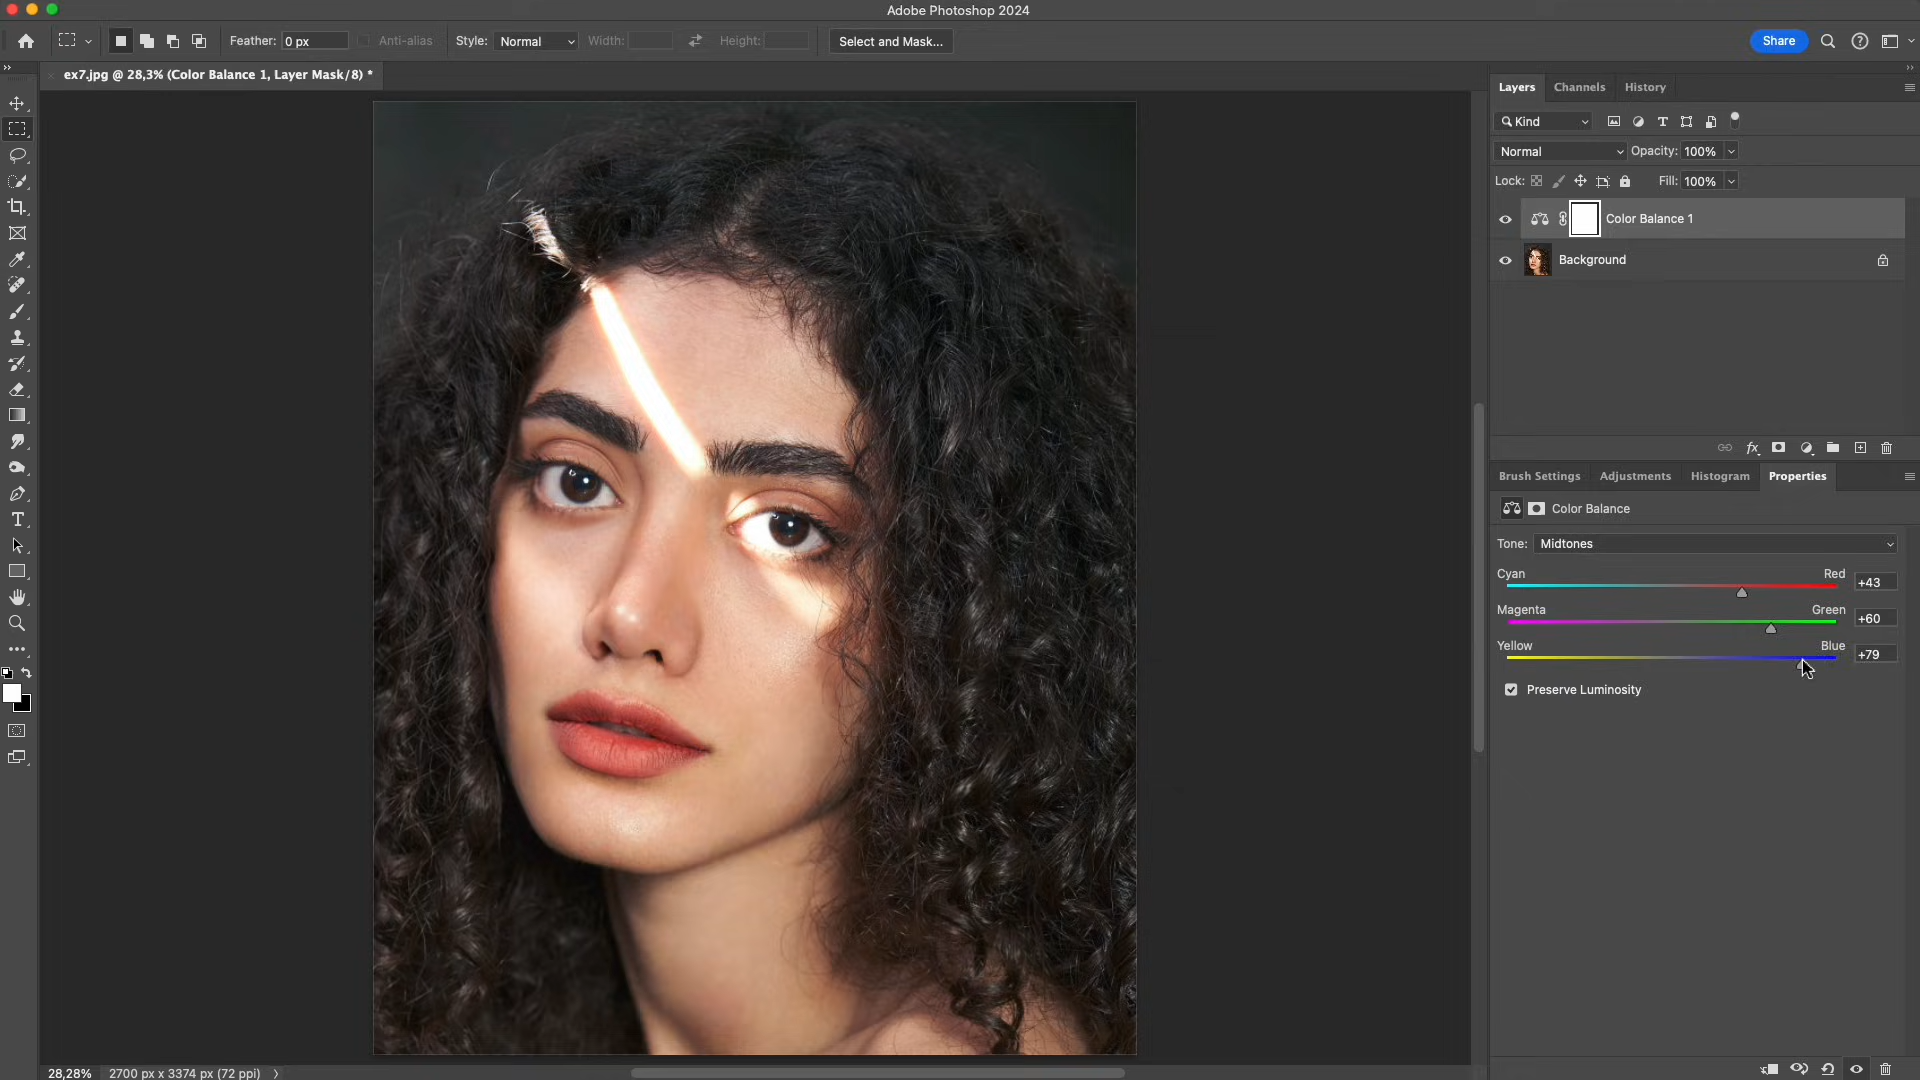 Adobe Photoshop 2024
Feather: 0 px Anti-alias Style: Normal Width: Height: Select and Mask... Share
ex7.jpg @ 28,3% (Color Balance 1, Layer Mask/8) *
Layers Channels History
Kind
Normal Opacity: 100%
Lock: Fill: 100%
Color Balance 1
Background
fx
Brush Settings Adjustments Histogram Properties
Color Balance
Tone: Midtones
Cyan Red +43
Magenta Green +60
Yellow Blue +79
Preserve Luminosity
28,28% 2700 px x 3374 px (72 ppi)